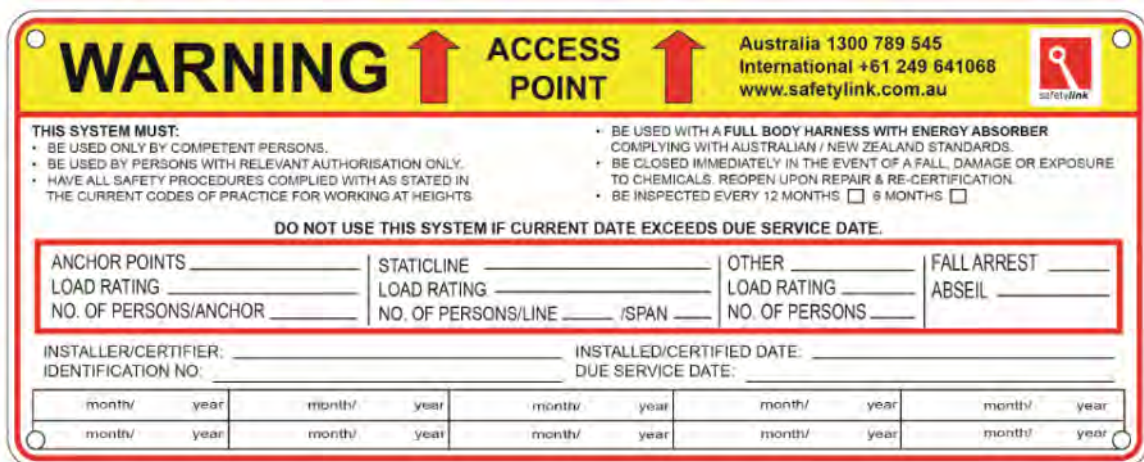 WARNING
ACCESS
POINT
Australia 1300 789 545
International +61 249 641068
www.safetylink.com.au
safetylink
THIS SYSTEM MUST:
• BE USED ONLY BY COMPETENT PERSONS.
• BE USED BY PERSONS WITH RELEVANT AUTHORISATION ONLY.
• HAVE ALL SAFETY PROCEDURES COMPLIED WITH AS STATED IN
THE CURRENT CODES OF PRACTICE FOR WORKING AT HEIGHTS
• BE USED WITH A FULL BODY HARNESS WITH ENERGY ABSORBER
COMPLYING WITH AUSTRALIAN / NEW ZEALAND STANDARDS.
• BE CLOSED IMMEDIATELY IN THE EVENT OF A FALL, DAMAGE OR EXPOSURE
TO CHEMICALS. REOPEN UPON REPAIR & RE-CERTIFICATION.
• BE INSPECTED EVERY 12 MONTHS 6 MONTHS
DO NOT USE THIS SYSTEM IF CURRENT DATE EXCEEDS DUE SERVICE DATE.
ANCHOR POINTS
LOAD RATING
NO. OF PERSONS/ANCHOR
STATICLINE
LOAD RATING
NO. OF PERSONS/LINE /SPAN
OTHER
LOAD RATING
NO. OF PERSONS
FALL ARREST
ABSEIL
INSTALLER/CERTIFIER: INSTALLED/CERTIFIED DATE:
IDENTIFICATION NO: DUE SERVICE DATE:
month/ year month/ year month/ year month/ year month/ year
month/ year month/ year month/ year month/ year month/ year